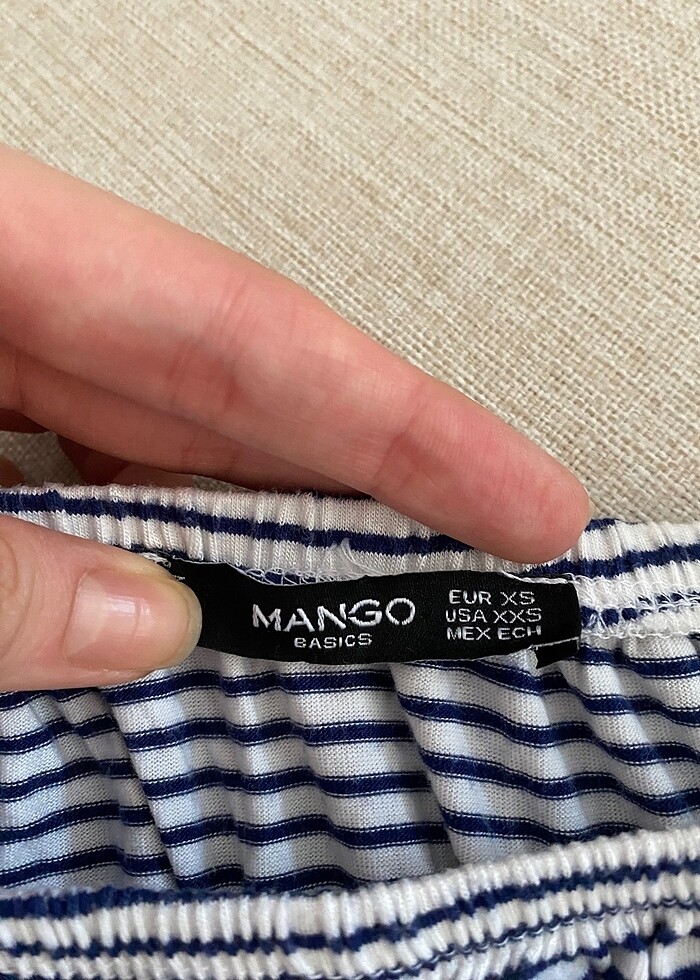 MANGO
BASICS
EUR XS
USA XXS
MEX ECH